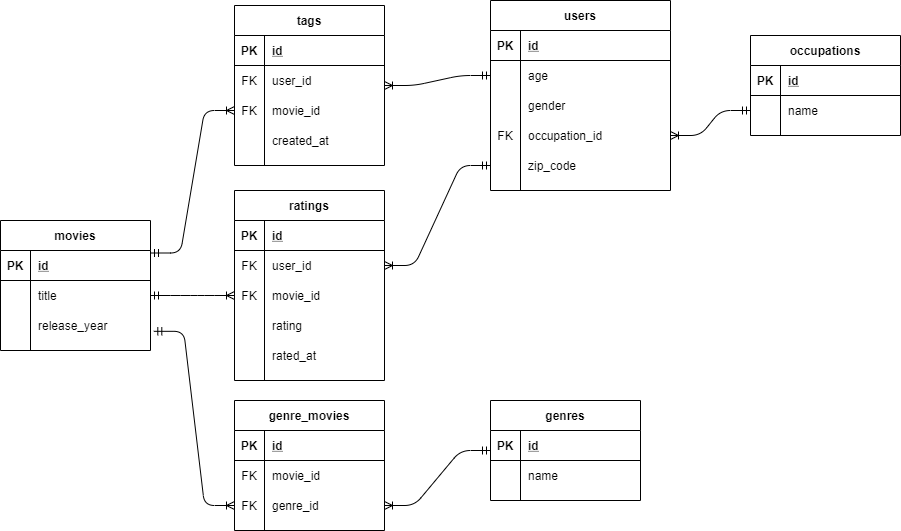 tags
PK id
FK user_id
FK movie_id
created_at
users
PK id
age
gender
FK occupation_id
zip_code
occupations
PK id
name
movies
PK id
title
release_year
ratings
PK id
FK user_id
FK movie_id
rating
rated_at
genre_movies
PK id
FK movie_id
FK genre_id
genres
PK id
name